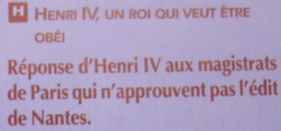 H HENRI IV, UN ROI QUI VEUT ÊTRE
OBÉI
Réponse d'Henri IV aux magistrats
de Paris qui n'approuvent pas l'édit
de Nantes.